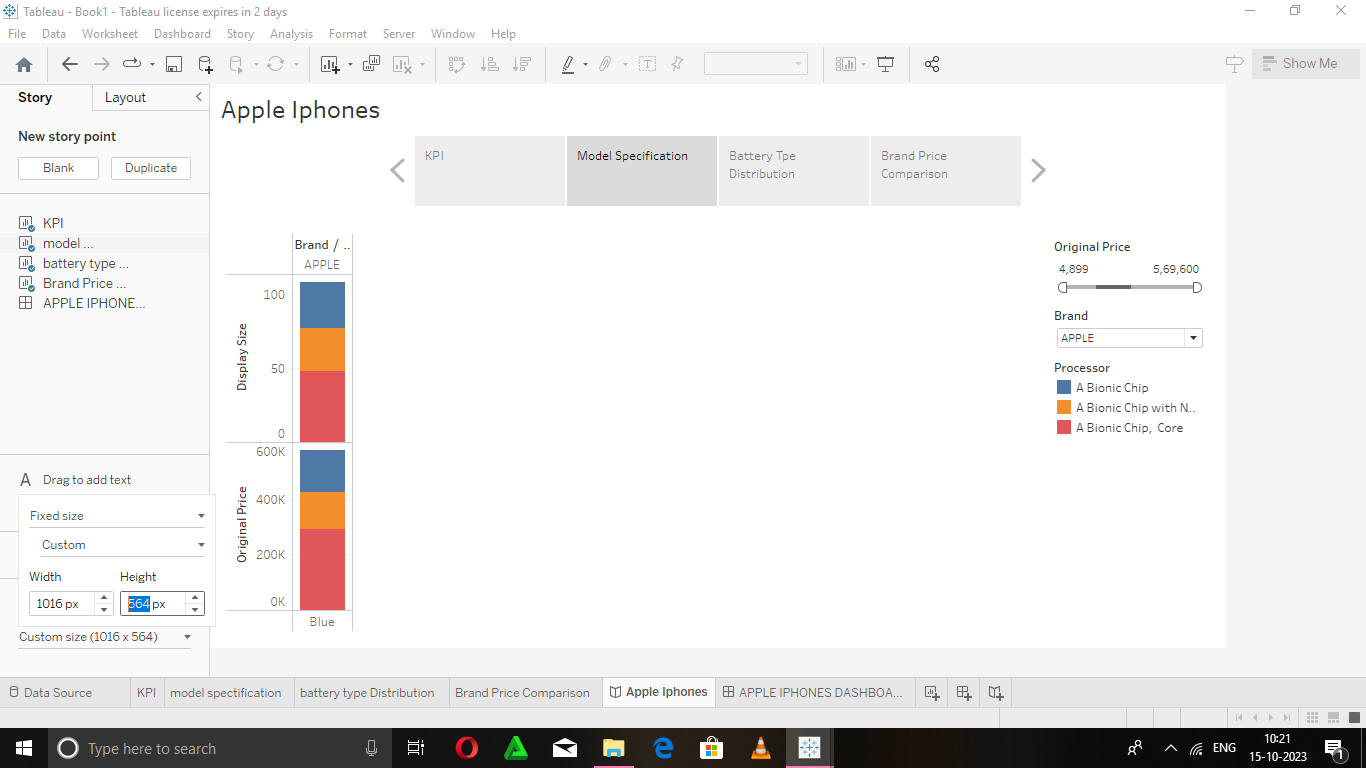 Tableau - Book1 - Tableau license expires in 2 days
File Data Worksheet Dashboard Story Analysis Format Server Window Help
Show Me
Story Layout
New story point
Blank Duplicate
KPI
model ...
battery type ...
Brand Price ...
APPLE IPHONE...
A Drag to add text
Fixed size
Custom
Width Height
1016 px 564 px
Custom size (1016 x 564)
Apple Iphones
KPI
Model Specification
Battery Tpe
Distribution
Brand Price
Comparison
Brand / ..
APPLE
Display Size
100
50
0
Original Price
600K
400K
200K
0K
Blue
Original Price
4,899 5,69,600
Brand
APPLE
Processor
A Bionic Chip
A Bionic Chip with N..
A Bionic Chip, Core
Data Source KPI model spectification battery type Distribution Brand Price Comparison Apple Iphones APPLE IPHONES DASHBOA...
Type here to search
ENG
10:21
15-10-2023
1